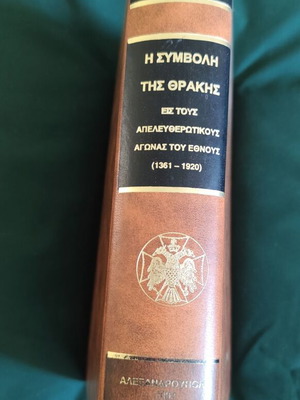 Η ΣΥΜΒΟΛΗ
ΤΗΣ ΘΡΑΚΗΣ
ΕΙΣ ΤΟΥΣ
ΑΠΕΛΕΥΘΕΡΩΤΙΚΟΥΣ
ΑΓΩΝΑΣ ΤΟΥ ΕΘΝΟΥΣ
(1361 – 1920)